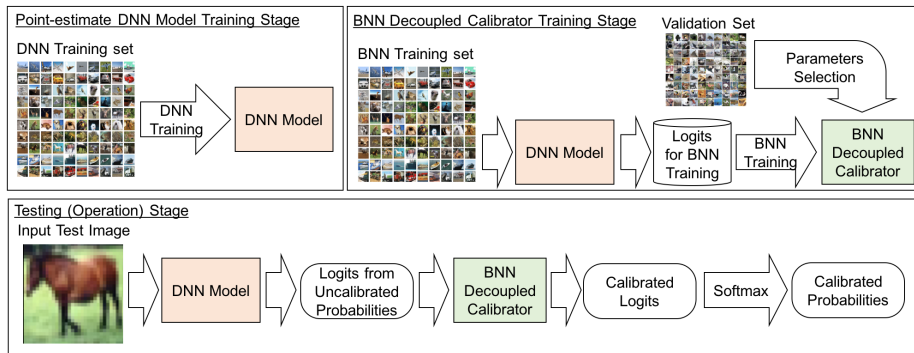 Point-estimate DNN Model Training Stage
DNN Training set
DNN
Training
DNN Model
BNN Decoupled Calibrator Training Stage
BNN Training set
DNN Model
Logits
for BNN
Training
BNN
Training
Validation Set
Parameters
Selection
BNN
Decoupled
Calibrator
Testing (Operation) Stage
Input Test Image
DNN Model
Logits from
Uncalibrated
Probabilities
BNN
Decoupled
Calibrator
Calibrated
Logits
Softmax
Calibrated
Probabilities